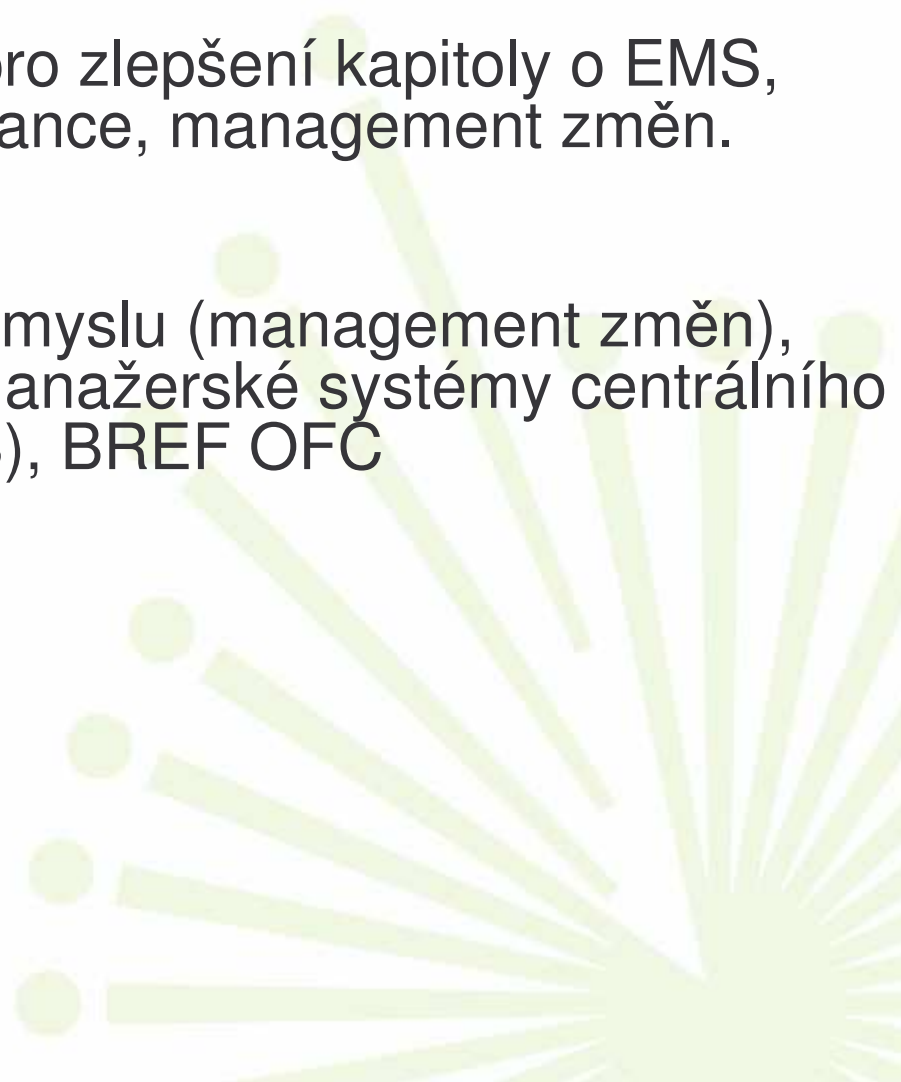 pro zlepšení kapitoly o EMS,
ance, management změn.
myslu (management změn),
anažerské systémy centrálního
), BREF OFC